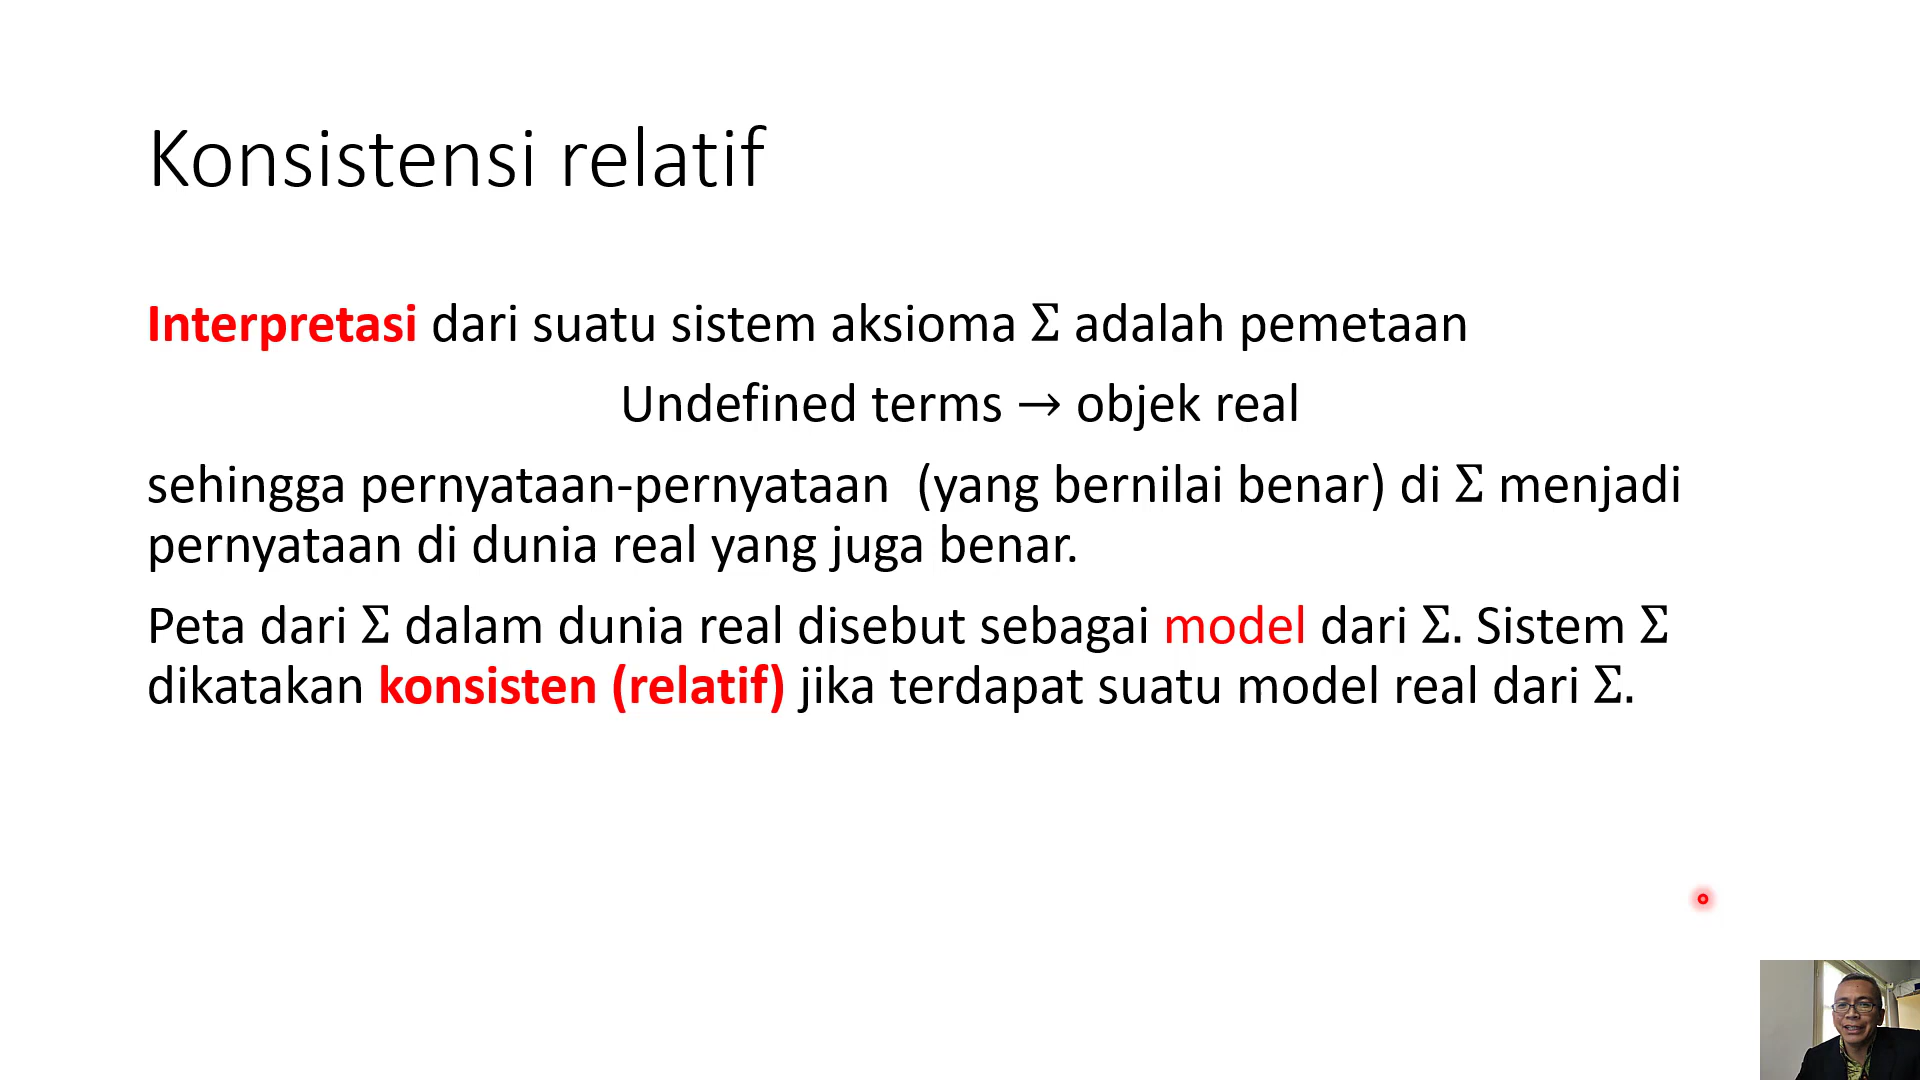 Konsistensi relatif
Interpretasi dari suatu sistem aksioma Σ adalah pemetaan
Undefined terms → objek real
sehingga pernyataan-pernyataan (yang bernilai benar) di Σ menjadi
pernyataan di dunia real yang juga benar.
Peta dari Σ dalam dunia real disebut sebagai model dari Σ. Sistem Σ
dikatakan konsisten (relatif) jika terdapat suatu model real dari Σ.